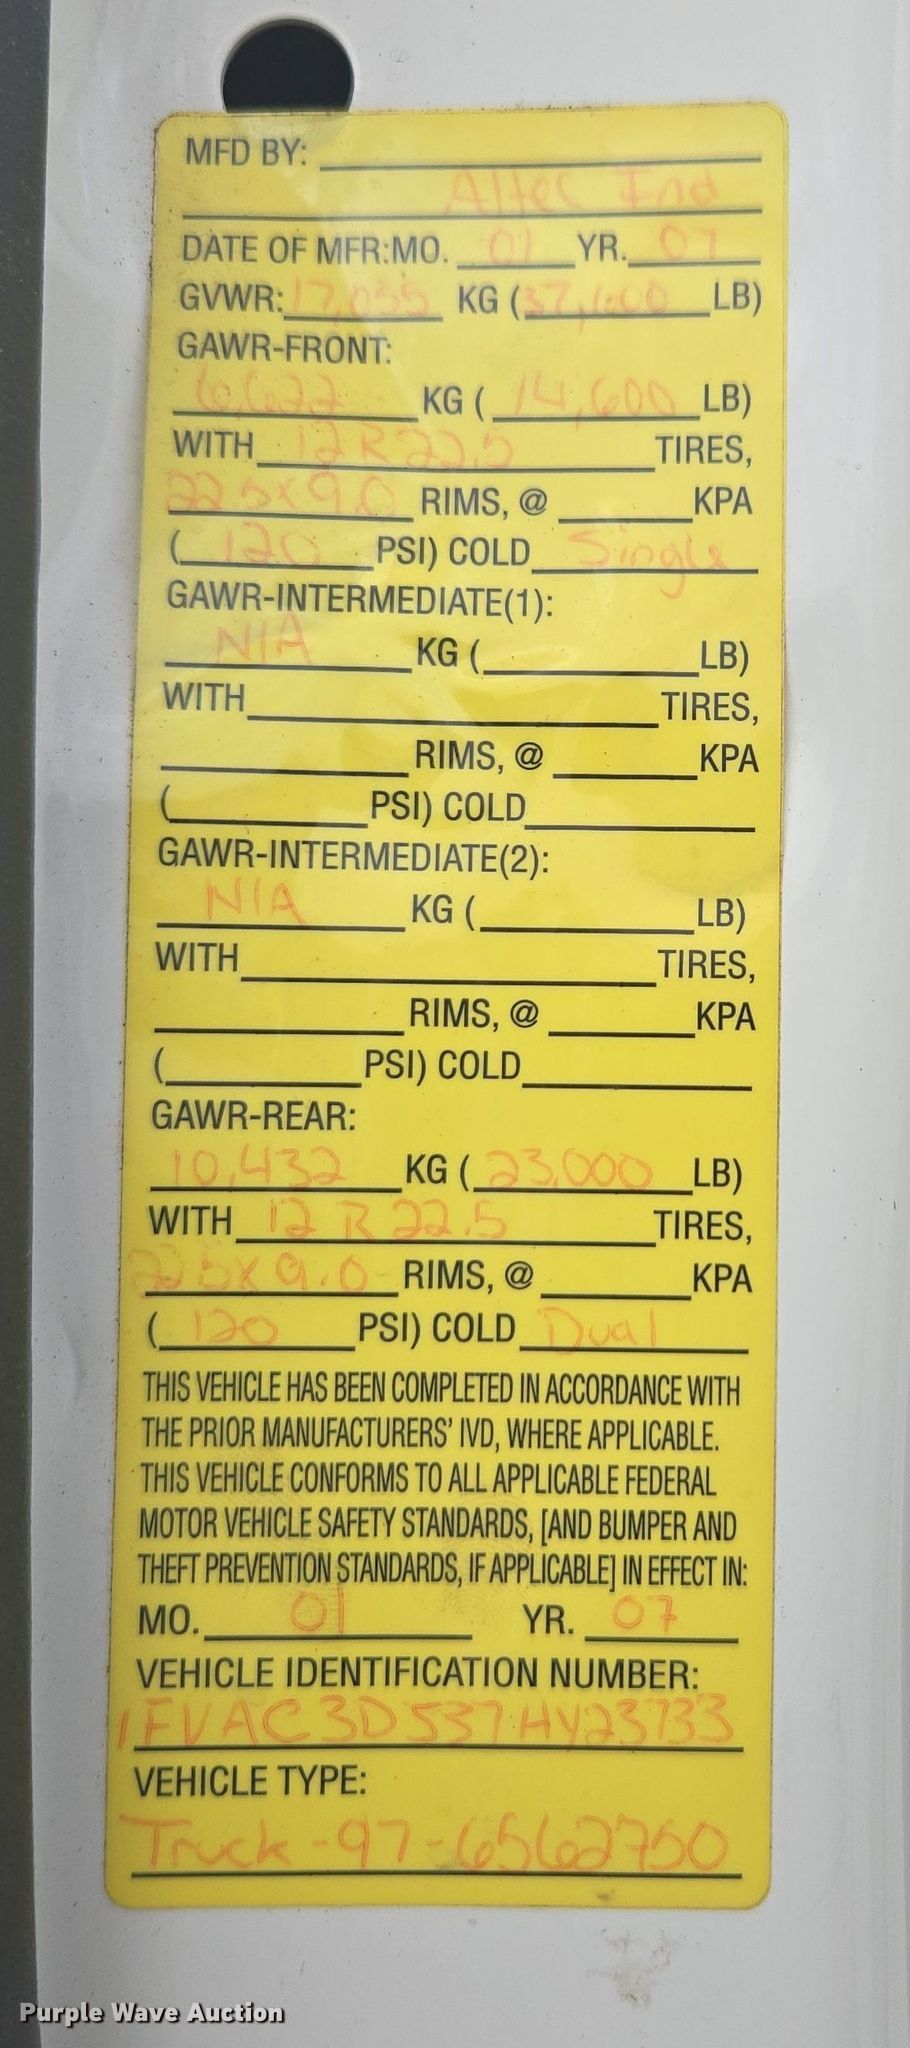 MFD BY:
Altec Ind
DATE OF MFR:MO. 01 YR. 07
GVWR: 17,055 KG (37,600 LB)
GAWR-FRONT:
6,622 KG ( 14,600 LB)
WITH 12 R 22.5 TIRES,
22.5x9.0 RIMS, @ KPA
( 120 PSI) COLD Single
GAWR-INTERMEDIATE(1):
N/A KG ( LB)
WITH TIRES,
RIMS, @ KPA
( PSI) COLD
GAWR-INTERMEDIATE(2):
N/A KG ( LB)
WITH TIRES,
RIMS, @ KPA
( PSI) COLD
GAWR-REAR:
10,432 KG ( 23,000 LB)
WITH 12 R 22.5 TIRES,
22.5x9.0 RIMS, @ KPA
( 120 PSI) COLD Dual
THIS VEHICLE HAS BEEN COMPLETED IN ACCORDANCE WITH
THE PRIOR MANUFACTURERS' IVD, WHERE APPLICABLE.
THIS VEHICLE CONFORMS TO ALL APPLICABLE FEDERAL
MOTOR VEHICLE SAFETY STANDARDS, [AND BUMPER AND
THEFT PREVENTION STANDARDS, IF APPLICABLE] IN EFFECT IN:
MO. 01 YR. 07
VEHICLE IDENTIFICATION NUMBER:
1FVAC3D537HY23733
VEHICLE TYPE:
Truck-97-6562750
Purple Wave Auction